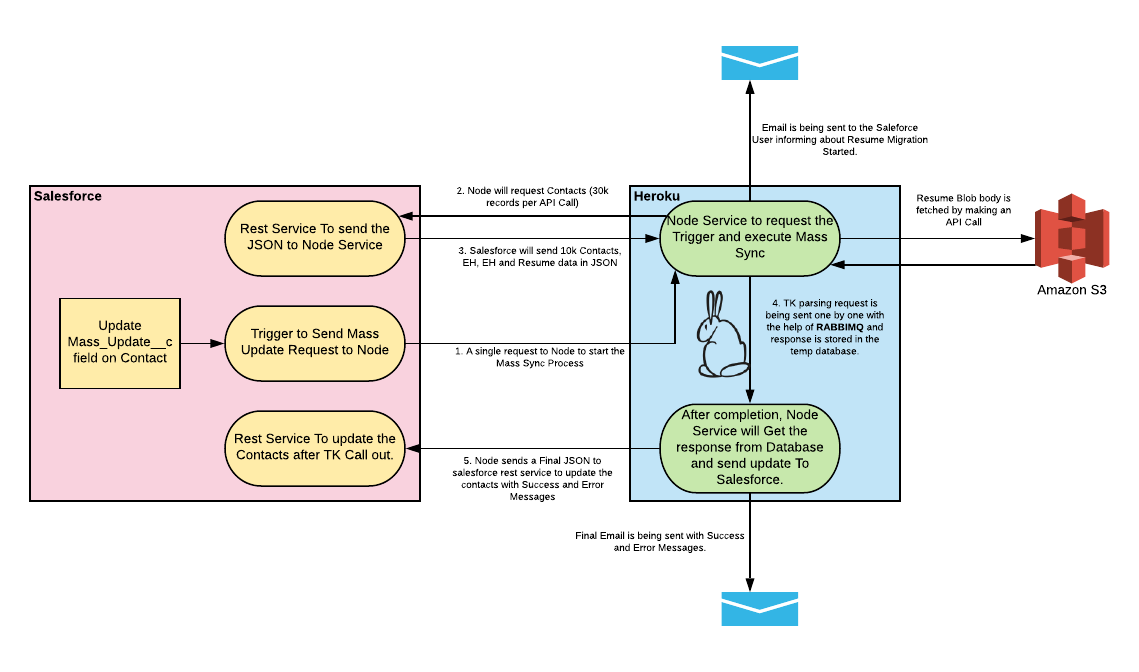 Email is being sent to the Saleforce
User informing about Resume Migration
Started.
Salesforce
2. Node will request Contacts (30k
records per API Call)
Heroku
Rest Service To send the
JSON to Node Service
3. Salesforce will send 10k Contacts,
EH, EH and Resume data in JSON
Node Service to request the
Trigger and execute Mass
Sync
Resume Blob body is
fetched by making an
API Call
Amazon S3
Update
Mass_Update__c
field on Contact
Trigger to Send Mass
Update Request to Node
1. A single request to Node to start the
Mass Sync Process
4. TK parsing request is
being sent one by one with
the help of RABBIMQ and
response is stored in the
temp database.
Rest Service To update the
Contacts after TK Call out.
5. Node sends a Final JSON to
salesforce rest service to update the
contacts with Success and Error
Messages
After completion, Node
Service will Get the
response from Database
and send update To
Salesforce.
Final Email is being sent with Success
and Error Messages.